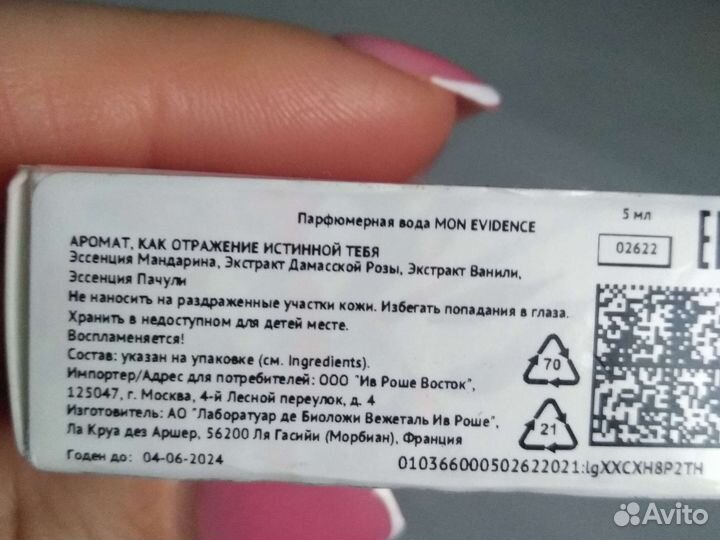 Парфюмерная вода MON EVIDENCE
5 мл
02622
АРОМАТ, КАК ОТРАЖЕНИЕ ИСТИННОЙ ТЕБЯ
Эссенция Мандарина, Экстракт Дамасской Розы, Экстракт Ванили,
Эссенция Пачули
Не наносить на раздраженные участки кожи. Избегать попадания в глаза.
Хранить в недоступном для детей месте.
Воспламеняется!
Состав: указан на упаковке (см. Ingredients).
Импортер/Адрес для потребителей: ООО "Ив Роше Восток",
125047, г. Москва, 4-й Лесной переулок, д. 4
Изготовитель: АО "Лаборатуар де Биоложи Вежеталь Ив Роше",
Ла Круа дез Аршер, 56200 Ля Гасийи (Морбиан), Франция
Годен до: 04-06-2024
70
21
010366000502622021:lgXXCXH8P2TH
Avito